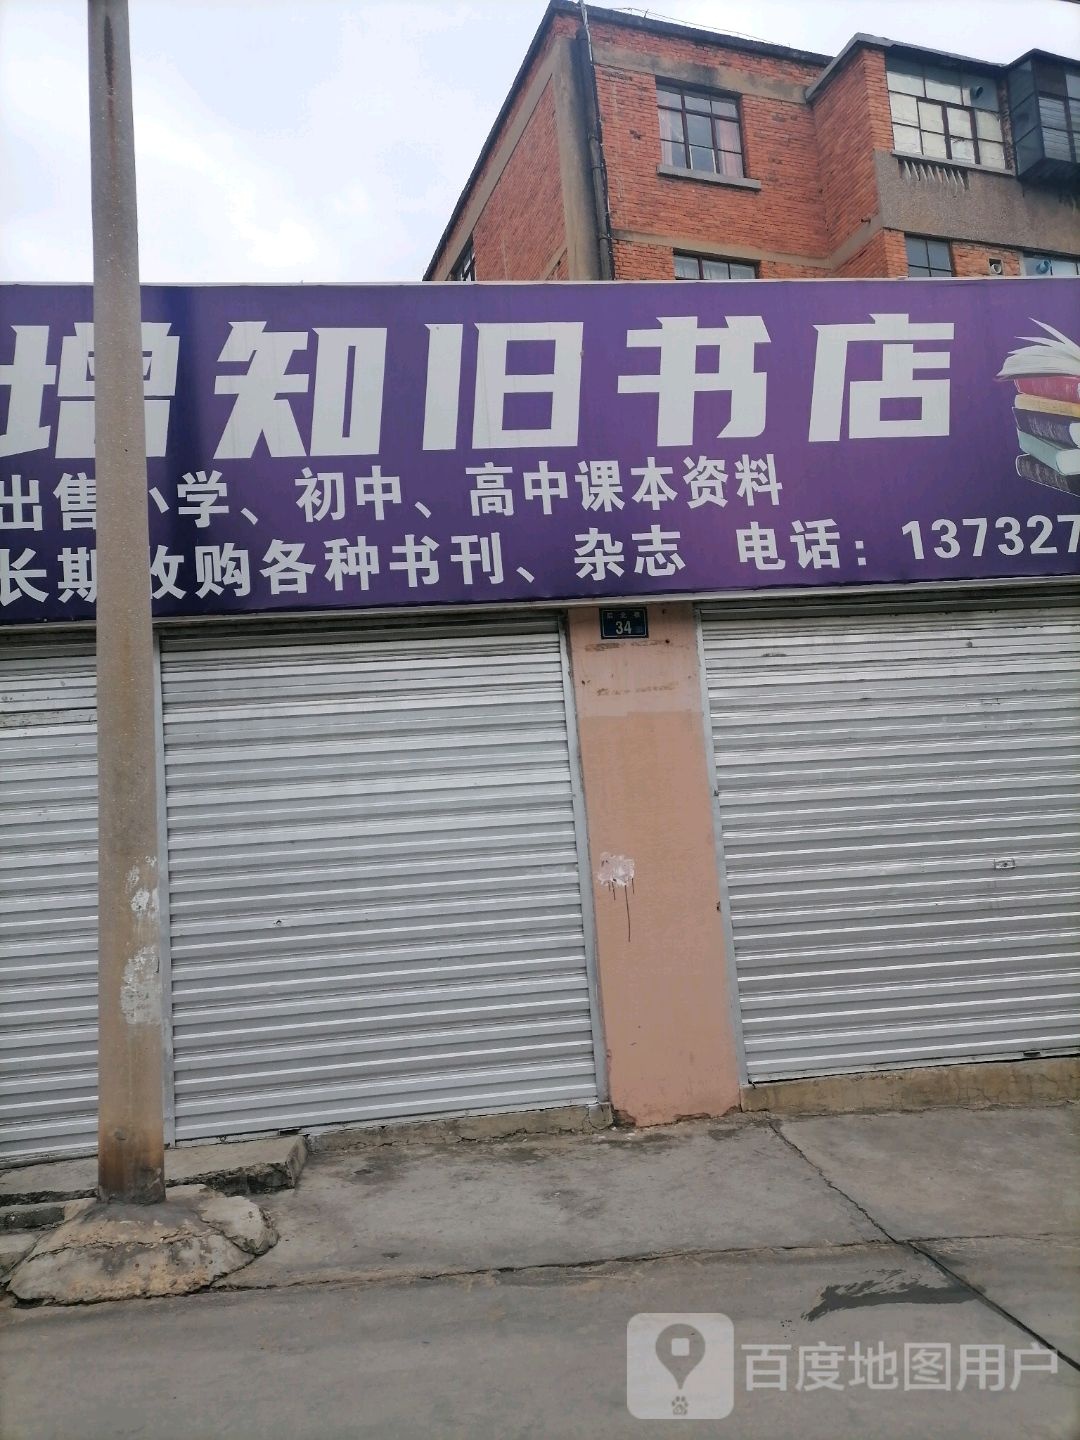 增知旧书店
出售小学、初中、高中课本资料
长期收购各种书刊、杂志 电话：137327
34
百度地图用户